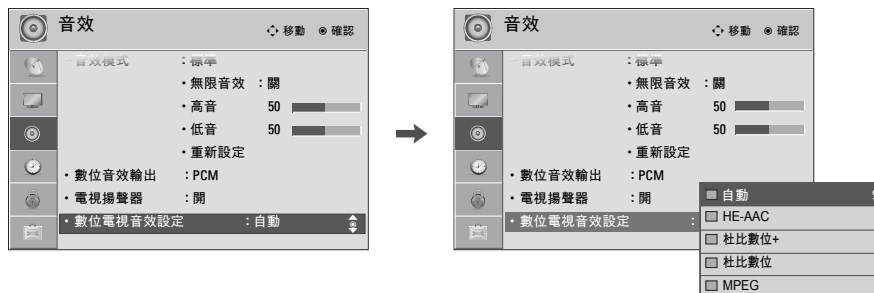 音效
移動 確認
音效模式 : 標準
• 無限音效 : 關
• 高音 50
• 低音 50
• 重新設定
• 數位音效輸出 : PCM
• 電視揚聲器 : 開
• 數位電視音效設定 : 自動
音效
移動 確認
音效模式 : 標準
• 無限音效 : 關
• 高音 50
• 低音 50
• 重新設定
• 數位音效輸出 : PCM
• 電視揚聲器 : 開
• 數位電視音效設定 :
自動
HE-AAC
杜比數位+
杜比數位
MPEG